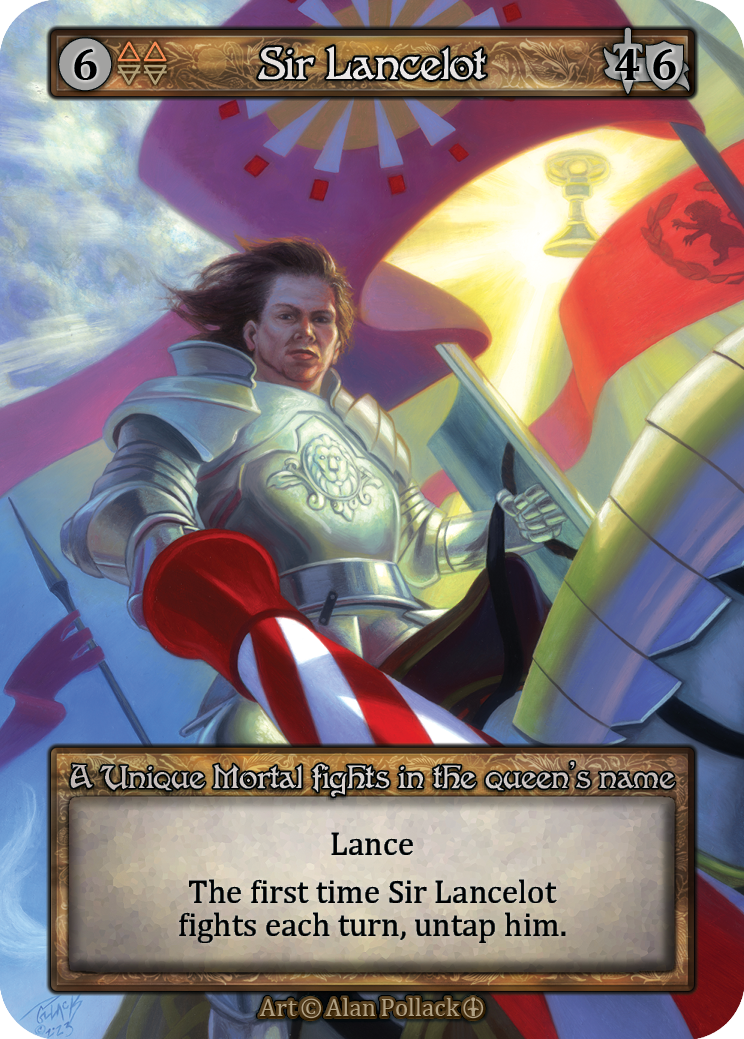 6
Sir Lancelot
4 6
A Unique Mortal fights in the queen's name
Lance
The first time Sir Lancelot
fights each turn, untap him.
Art © Alan Pollack